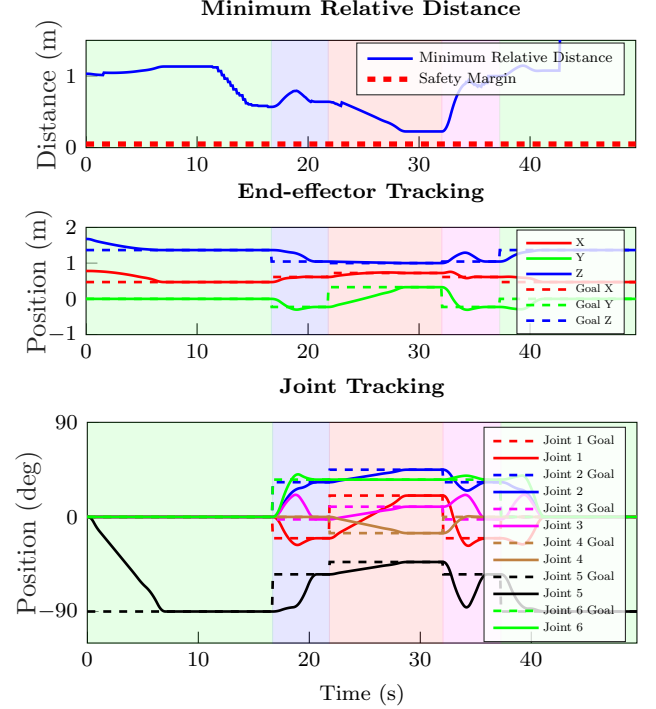 Minimum Relative Distance
Distance (m)
1
0
Minimum Relative Distance
Safety Margin
0 10 20 30 40
End-effector Tracking
Position (m)
2
1
0
−1
X
Y
Z
Goal X
Goal Y
Goal Z
0 10 20 30 40
Joint Tracking
Position (deg)
90
0
−90
Joint 1 Goal
Joint 1
Joint 2 Goal
Joint 2
Joint 3 Goal
Joint 3
Joint 4 Goal
Joint 4
Joint 5 Goal
Joint 5
Joint 6 Goal
Joint 6
0 10 20 30 40
Time (s)